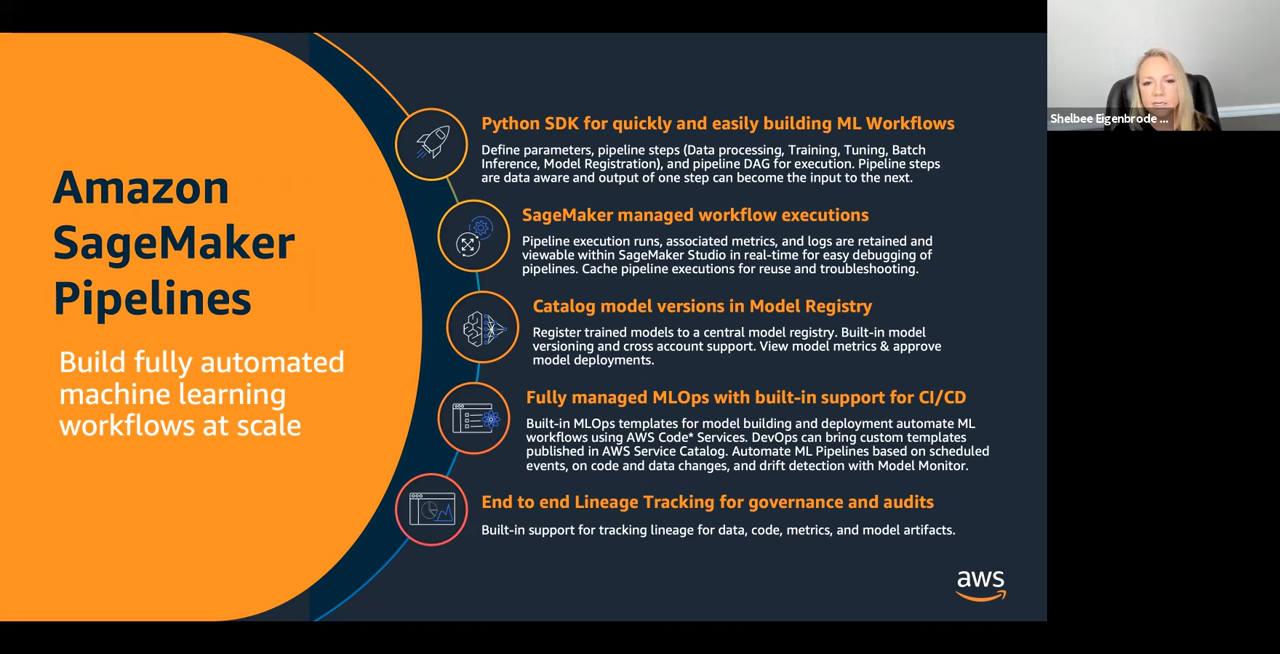 Amazon
SageMaker
Pipelines
Build fully automated
machine learning
workflows at scale
Python SDK for quickly and easily building ML Workflows
Define parameters, pipeline steps (Data processing, Training, Tuning, Batch
Inference, Model Registration), and pipeline DAG for execution. Pipeline steps
are data aware and output of one step can become the input to the next.
SageMaker managed workflow executions
Pipeline execution runs, associated metrics, and logs are retained and
viewable within SageMaker Studio in real-time for easy debugging of
pipelines. Cache pipeline executions for reuse and troubleshooting.
Catalog model versions in Model Registry
Register trained models to a central model registry. Built-in model
versioning and cross account support. View model metrics & approve
model deployments.
Fully managed MLOps with built-in support for CI/CD
Built-in MLOps templates for model building and deployment automate ML
workflows using AWS Code* Services. DevOps can bring custom templates
published in AWS Service Catalog. Automate ML Pipelines based on scheduled
events, on code and data changes, and drift detection with Model Monitor.
End to end Lineage Tracking for governance and audits
Built-in support for tracking lineage for data, code, metrics, and model artifacts.
aws
Shelbee Eigenbrode ...